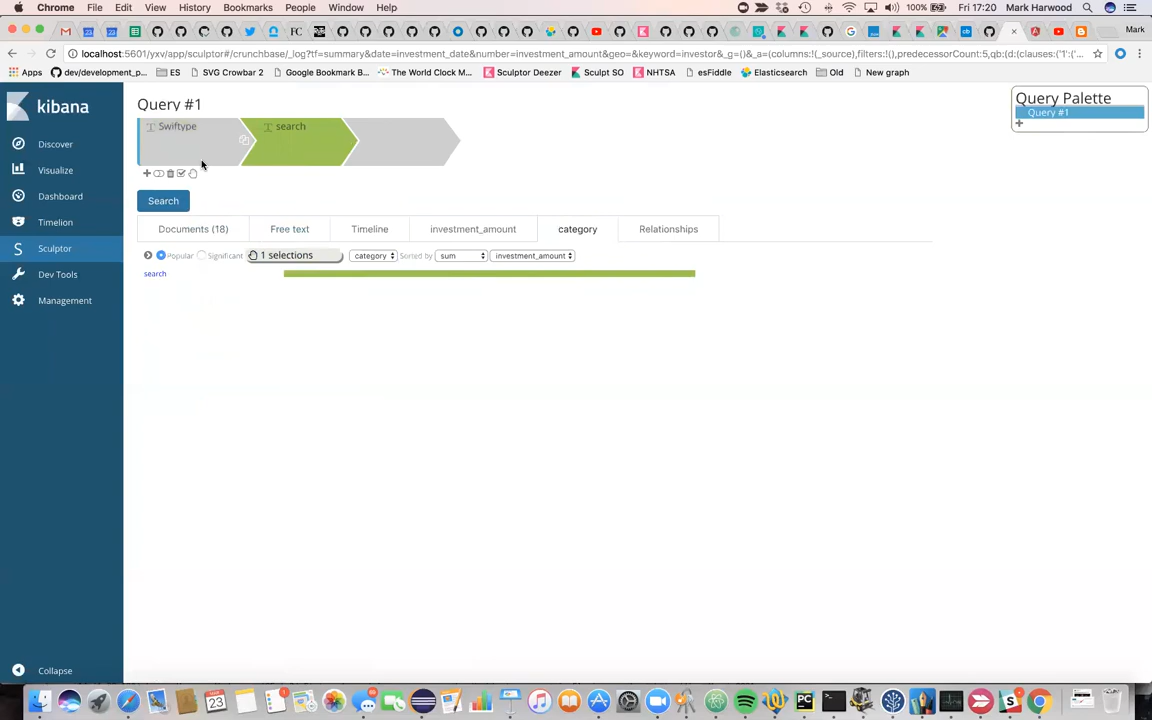 Chrome File Edit View History Bookmarks People Window Help 100% Fri 17:20 Mark Harwood
Mark
localhost:5601/yxv/app/sculptor#/crunchbase/_log?tf=summary&date=investment_date&number=investment_amount&geo=&keyword=investor&_g=()&_a=(columns:!(_source),filters:!(),predecessorCount:5,qb:(d:(clauses:('1':('...
Apps dev/development_p... ES SVG Crowbar 2 Google Bookmark B... The World Clock M... Sculptor Deezer Sculpt SO NHTSA esFiddle Elasticsearch Old New graph
kibana
Discover
Visualize
Dashboard
Timelion
Sculptor
Dev Tools
Management
Collapse
Query #1
Swiftype search
Search
Documents (18) Free text Timeline investment_amount category Relationships
Popular Significant 1 selections category Sorted by sum investment_amount
search
Query Palette
Query #1
+